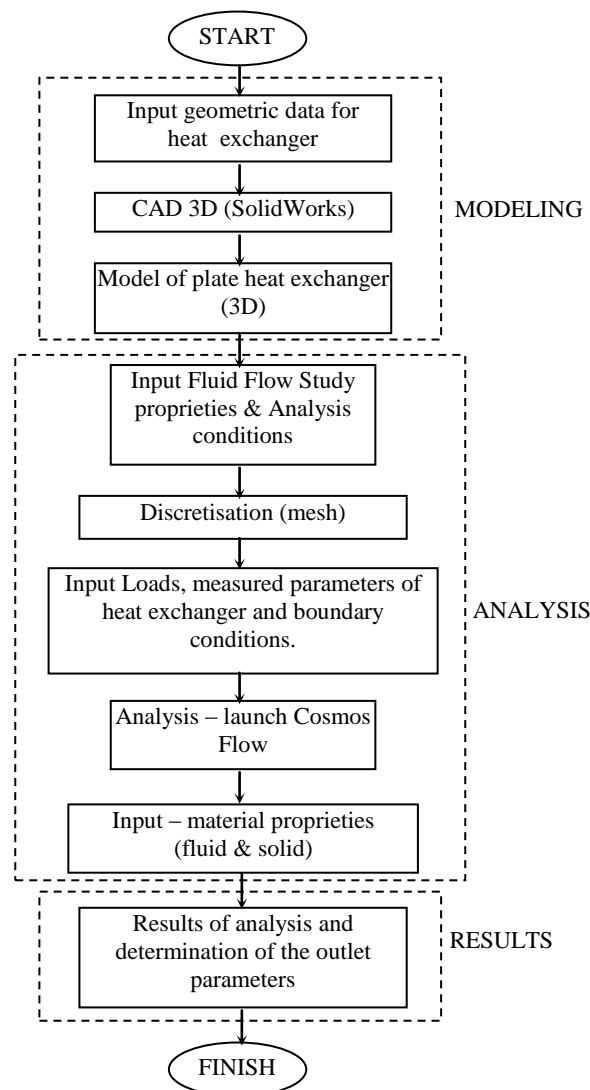 START
Input geometric data for
heat exchanger
CAD 3D (SolidWorks)
MODELING
Model of plate heat exchanger
(3D)
Input Fluid Flow Study
proprieties & Analysis
conditions
Discretisation (mesh)
Input Loads, measured parameters of
heat exchanger and boundary
conditions.
ANALYSIS
Analysis – launch Cosmos
Flow
Input – material proprieties
(fluid & solid)
Results of analysis and
determination of the outlet
parameters
RESULTS
FINISH